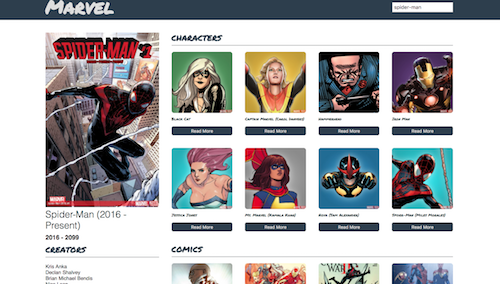 MARVEL
spider-man
SPIDER-MAN
MARVEL
Spider-Man (2016 -
Present)
2016 - 2099
CREATORS
Kris Anka
Declan Shalvey
Brian Michael Bendis
CHARACTERS
BLACK CAT
CAPTAIN MARVEL (CAROL DANVERS)
HAMMERHEAD
IRON MAN
Read More
Read More
Read More
Read More
JESSICA JONES
MS. MARVEL (KAMALA KHAN)
NOVA (SAM ALEXANDER)
SPIDER-MAN (MILES MORALES)
Read More
Read More
Read More
Read More
COMICS
WAR